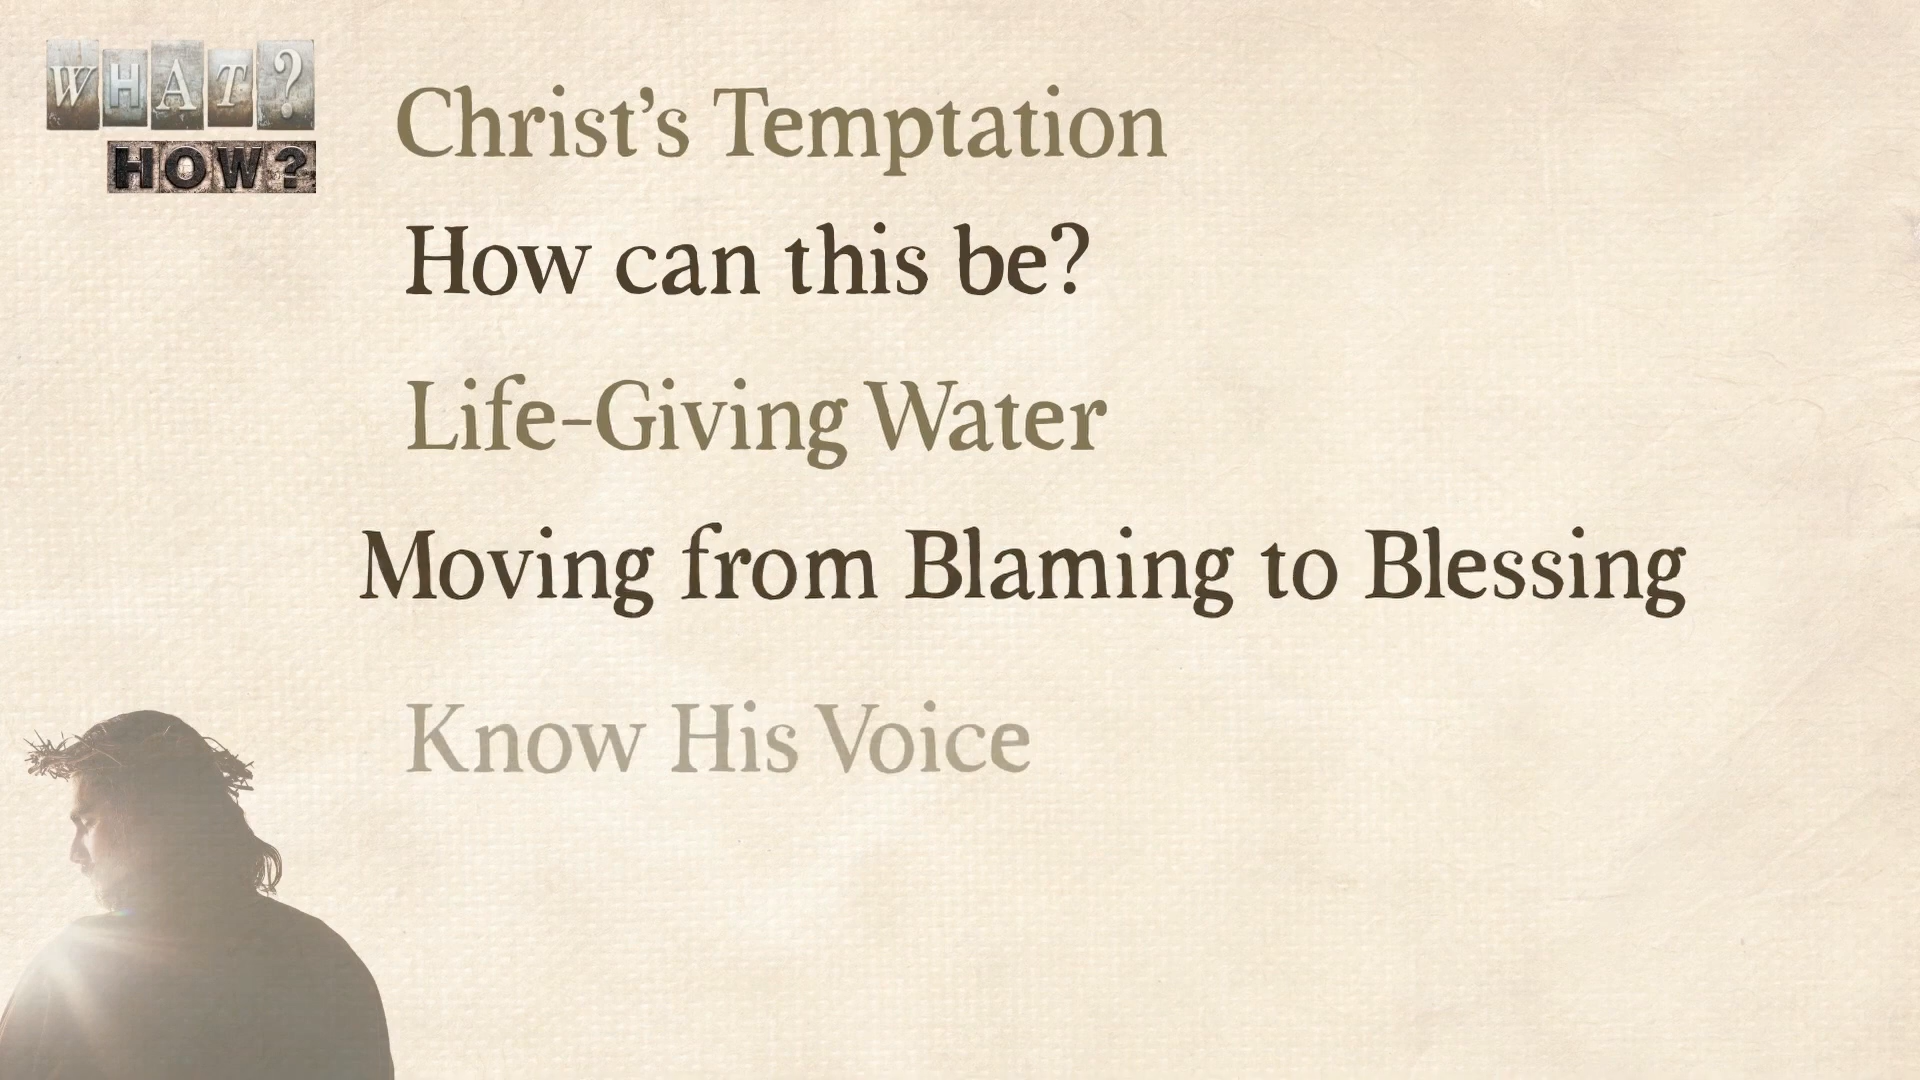 WHAT?
HOW?
Christ’s Temptation
How can this be?
Life-Giving Water
Moving from Blaming to Blessing
Know His Voice